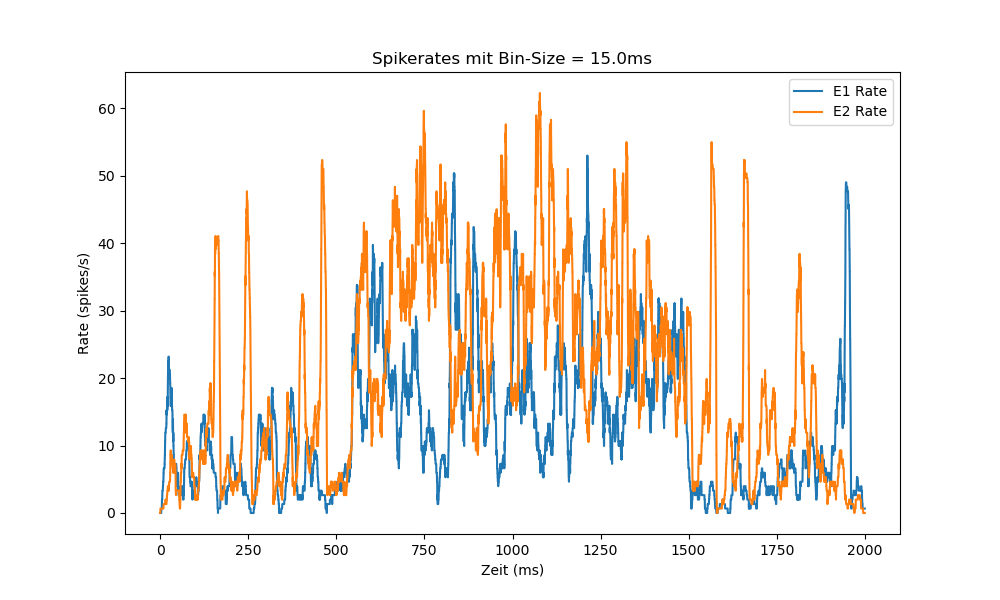 Spikerates mit Bin-Size = 15.0ms
E1 Rate
E2 Rate
Rate (spikes/s)
60
50
40
30
20
10
0
0 250 500 750 1000 1250 1500 1750 2000
Zeit (ms)